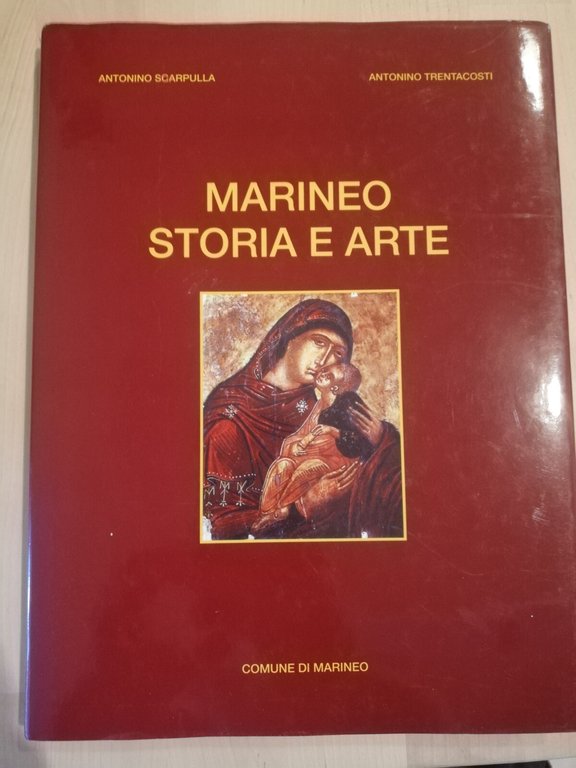 ANTONINO SCARPULLA
ANTONINO TRENTACOSTI
MARINEO
STORIA E ARTE
COMUNE DI MARINEO